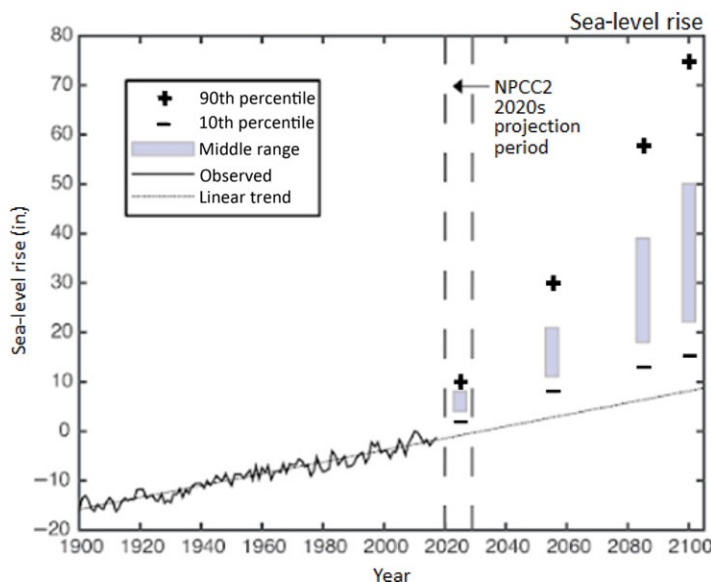 Sea-level rise
80
70
60
50
40
30
20
10
0
−10
−20
90th percentile
10th percentile
Middle range
Observed
Linear trend
NPCC2
2020s
projection
period
Sea-level rise (in.)
1900 1920 1940 1960 1980 2000 2020 2040 2060 2080 2100
Year